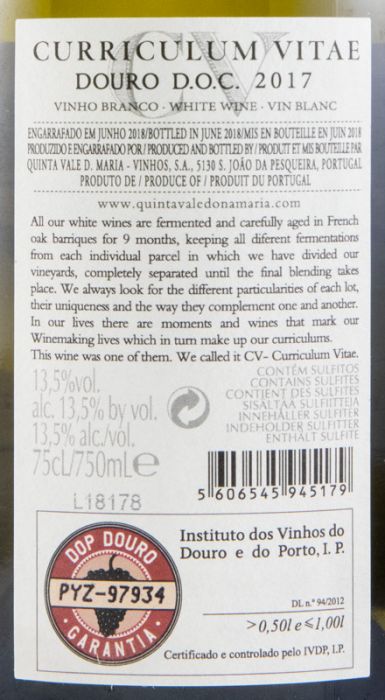 CV
CURRICULUM VITAE
DOURO D.O.C. 2017
VINHO BRANCO · WHITE WINE · VIN BLANC
ENGARRAFADO EM JUNHO 2018/BOTTLED IN JUNE 2018/MIS EN BOUTEILLE EN JUIN 2018
PRODUZIDO E ENGARRAFADO POR/PRODUCED AND BOTTLED BY/PRODUIT ET MIS BOUTEILLE PAR
QUINTA VALE D. MARIA - VINHOS, S.A., 5130 S. JOÃO DA PESQUEIRA, PORTUGAL
PRODUTO DE / PRODUCE OF / PRODUIT DU PORTUGAL
www.quintavaledonamaria.com
All our white wines are fermented and carefully aged in French
oak barriques for 9 months, keeping all diferent fermentations
from each individual parcel in which we have divided our
vineyards, completely separated until the final blending takes
place. We always look for the different particularities of each lot,
their uniqueness and the way they complement one and another.
In our lives there are moments and wines that mark our
Winemaking lives which in turn make up our curriculums.
This wine was one of them. We called it CV- Curriculum Vitae.
13,5%vol.
alc. 13,5% by vol.
13,5% alc./vol.
75cL/750mL e
L18178
CONTÉM SULFITOS
CONTAINS SULFITES
CONTIENT DES SULFITES
SISALTAA SULFIITTEJA
INNEHÅLLER SULFITER
INDEHOLDER SULFITTER
ENTHÄLT SULFITE
5 606545 945179
DOP DOURO
PYZ-97934
GARANTIA
Instituto dos Vinhos do
Douro e do Porto, I. P.
DL n.º 94/2012
>0,50l e ≤1,00l
Certificado e controlado pelo IVDP, I.P.